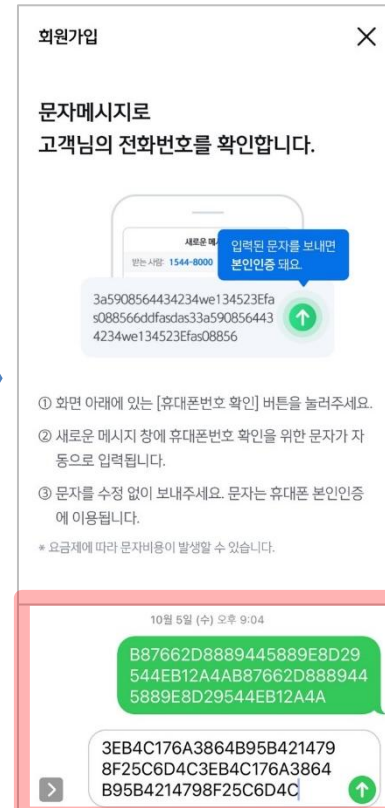 회원가입
문자메시지로
고객님의 전화번호를 확인합니다.
새로운 메시
받는사람: 1544-8000
입력된 문자를 보내면
본인인증 돼요.
3a5908564434234we134523Efa
s088566ddfasdas33a590856443
4234we134523Efas08856
① 화면 아래에 있는 [휴대폰번호 확인] 버튼을 눌러주세요.
② 새로운 메시지 창에 휴대폰번호 확인을 위한 문자가 자
동으로 입력됩니다.
③ 문자를 수정 없이 보내주세요. 문자는 휴대폰 본인인증
에 이용됩니다.
* 요금제에 따라 문자비용이 발생할 수 있습니다.
10월 5일 (수) 오후 9:04
B87662D8889445889E8D29
544EB12A4AB87662D888944
5889E8D29544EB12A4A
3EB4C176A3864B95B421479
8F25C6D4C3EB4C176A3864
B95B4214798F25C6D4C